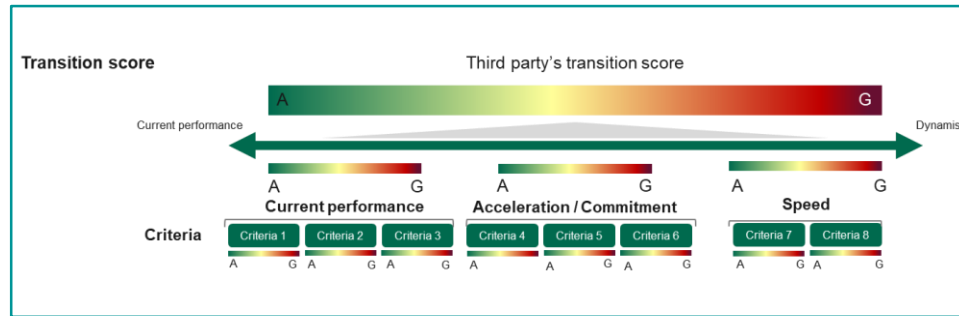 Transition score
Third party's transition score
A G
Current performance Dynamis
A G A G A G
Current performance Acceleration / Commitment Speed
Criteria Criteria 1 Criteria 2 Criteria 3 Criteria 4 Criteria 5 Criteria 6 Criteria 7 Criteria 8
A G A G A G A A G A G A G A G